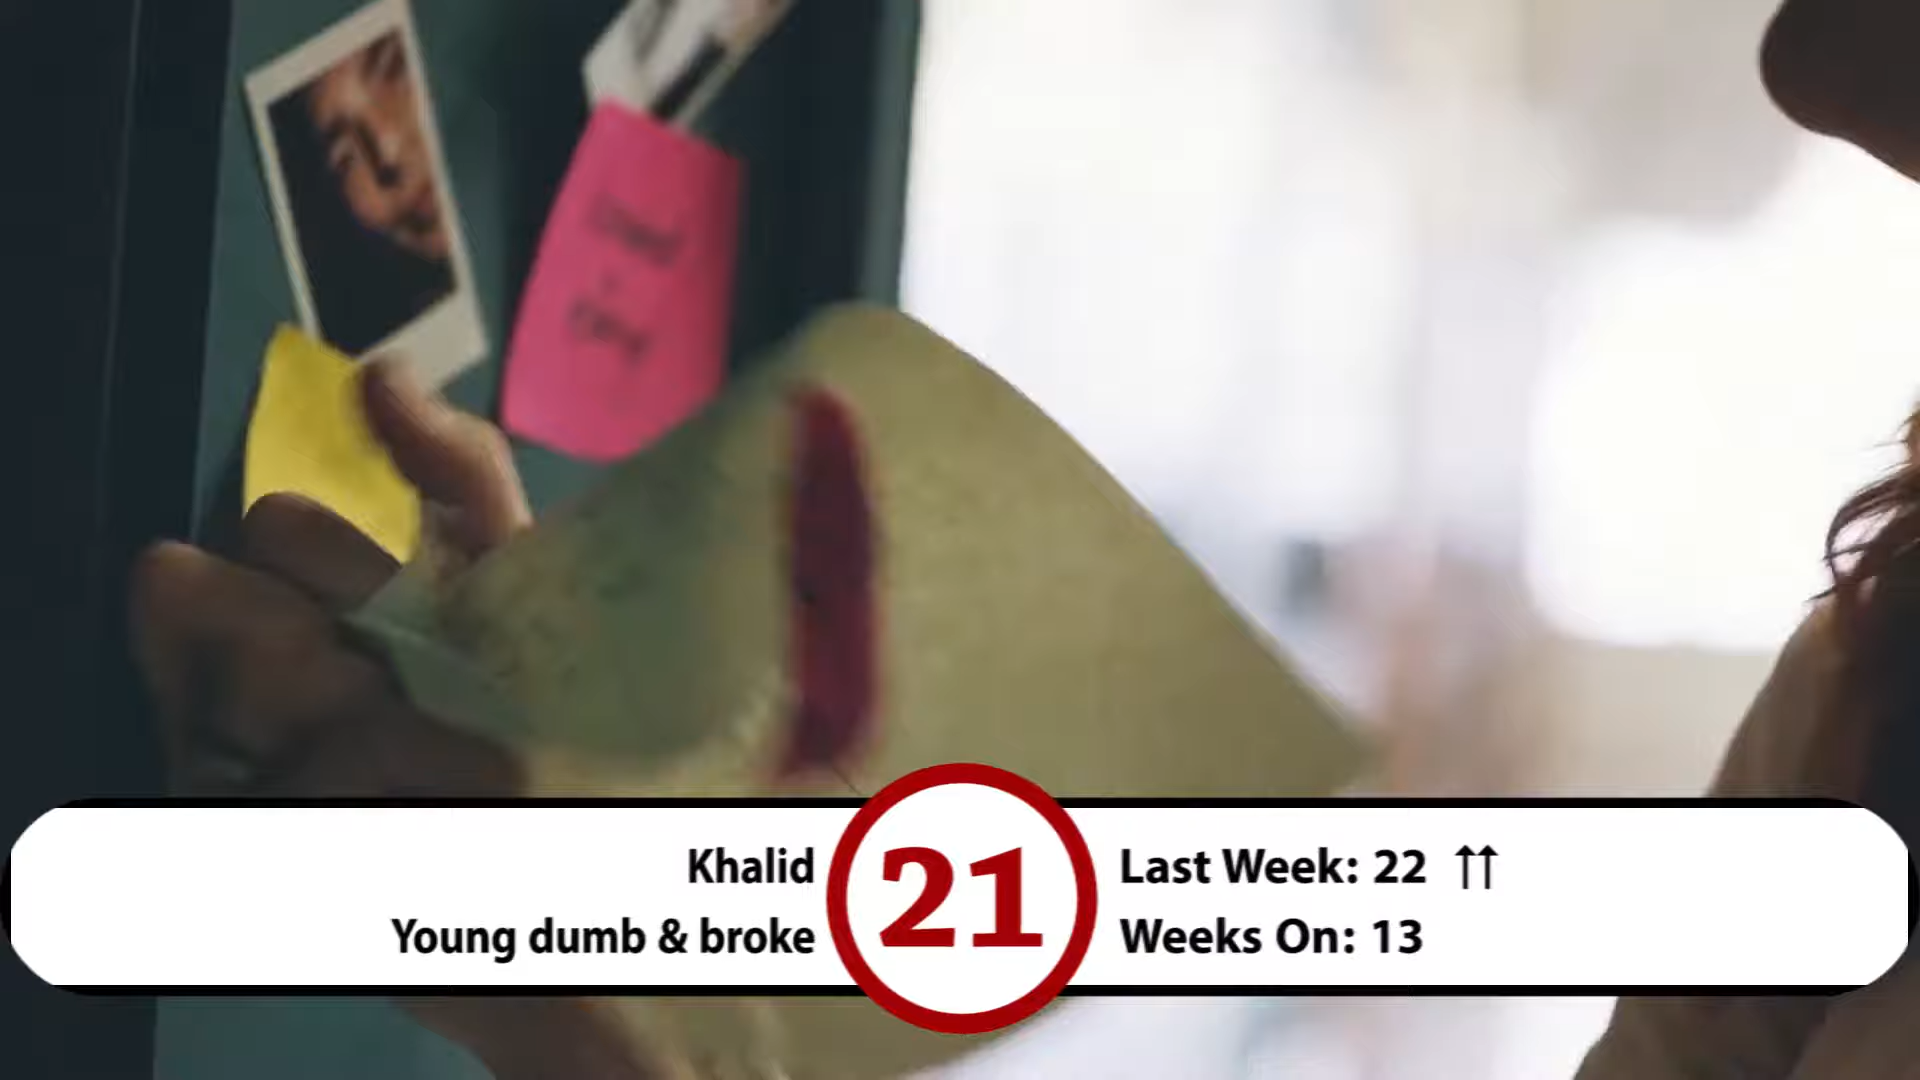 Khalid
Young dumb & broke
21
Last Week: 22 ↑↑
Weeks On: 13